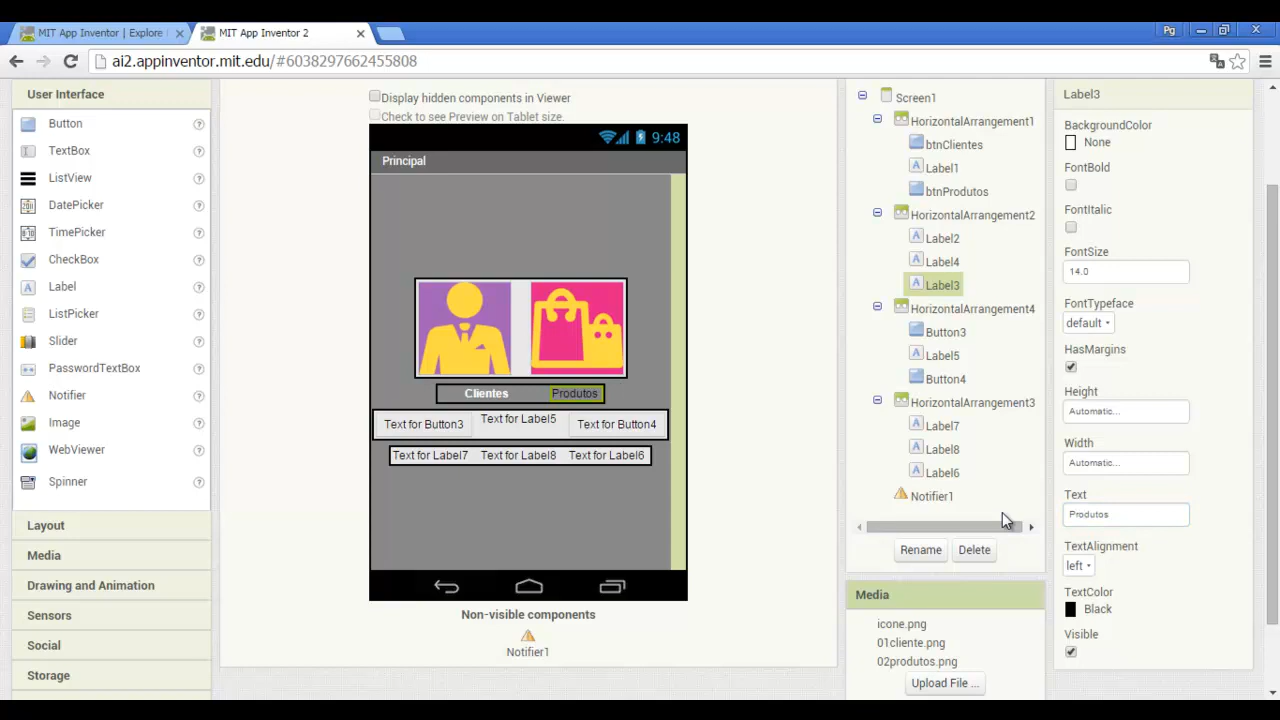 MIT App Inventor | Explore
MIT App Inventor 2
Pg
ai2.appinventor.mit.edu/#6038297662455808
User Interface
Button
TextBox
ListView
DatePicker
TimePicker
CheckBox
Label
ListPicker
Slider
PasswordTextBox
Notifier
Image
WebViewer
Spinner
Layout
Media
Drawing and Animation
Sensors
Social
Storage
Display hidden components in Viewer
Check to see Preview on Tablet size.
9:48
Principal
Clientes
Produtos
Text for Button3
Text for Label5
Text for Button4
Text for Label7
Text for Label8
Text for Label6
Non-visible components
Notifier1
Screen1
HorizontalArrangement1
btnClientes
Label1
btnProdutos
HorizontalArrangement2
Label2
Label4
Label3
HorizontalArrangement4
Button3
Label5
Button4
HorizontalArrangement3
Label7
Label8
Label6
Notifier1
Rename
Delete
Media
icone.png
01cliente.png
02produtos.png
Upload File ...
Label3
BackgroundColor
None
FontBold
FontItalic
FontSize
14.0
FontTypeface
default
HasMargins
Height
Automatic...
Width
Automatic...
Text
Produtos
TextAlignment
left
TextColor
Black
Visible